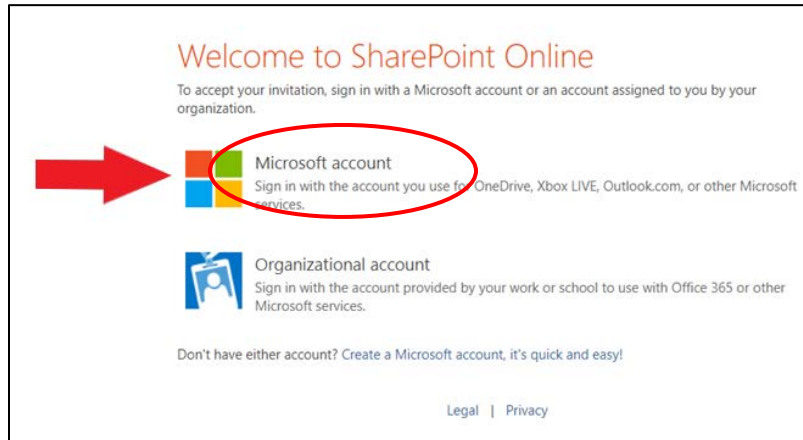 Welcome to SharePoint Online
To accept your invitation, sign in with a Microsoft account or an account assigned to you by your
organization.
Microsoft account
Sign in with the account you use for OneDrive, Xbox LIVE, Outlook.com, or other Microsoft
services.
Organizational account
Sign in with the account provided by your work or school to use with Office 365 or other
Microsoft services.
Don't have either account? Create a Microsoft account, it's quick and easy!
Legal | Privacy